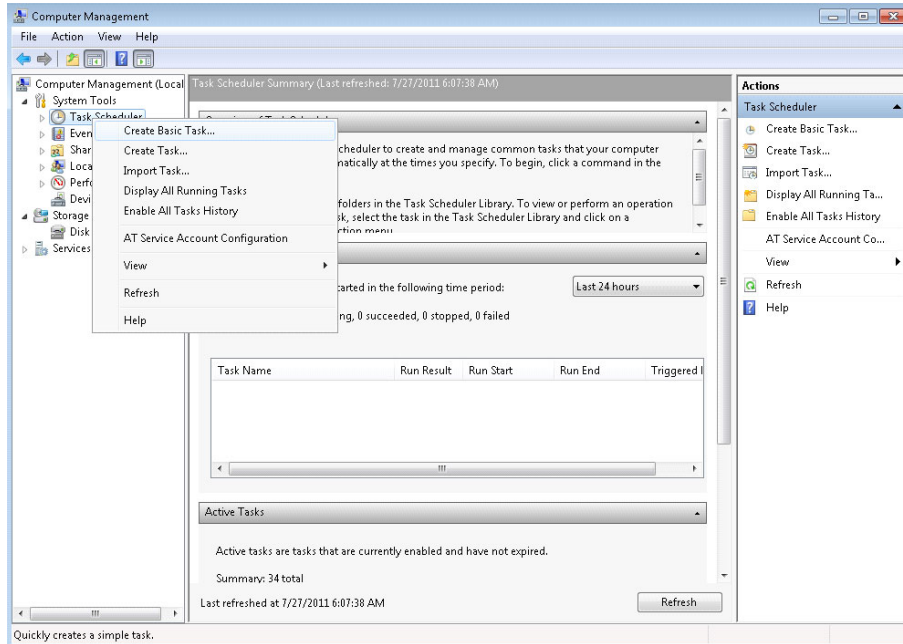 Computer Management
File Action View Help
Computer Management (Local
System Tools
Task Scheduler
Even
Shar
Loca
Perfo
Devi
Storage
Disk
Services
Create Basic Task...
Create Task...
Import Task...
Display All Running Tasks
Enable All Tasks History
AT Service Account Configuration
View
Refresh
Help
Task Scheduler Summary (Last refreshed: 7/27/2011 6:07:38 AM)
cheduler to create and manage common tasks that your computer
matically at the times you specify. To begin, click a command in the
folders in the Task Scheduler Library. To view or perform an operation
sk, select the task in the Task Scheduler Library and click on a
ction menu
tarted in the following time period:
Last 24 hours
ng, 0 succeeded, 0 stopped, 0 failed
Task Name Run Result Run Start Run End Triggered
Active Tasks
Active tasks are tasks that are currently enabled and have not expired.
Summary: 34 total
Last refreshed at 7/27/2011 6:07:38 AM
Refresh
Actions
Task Scheduler
Create Basic Task...
Create Task...
Import Task...
Display All Running Ta...
Enable All Tasks History
AT Service Account Co...
View
Refresh
Help
Quickly creates a simple task.